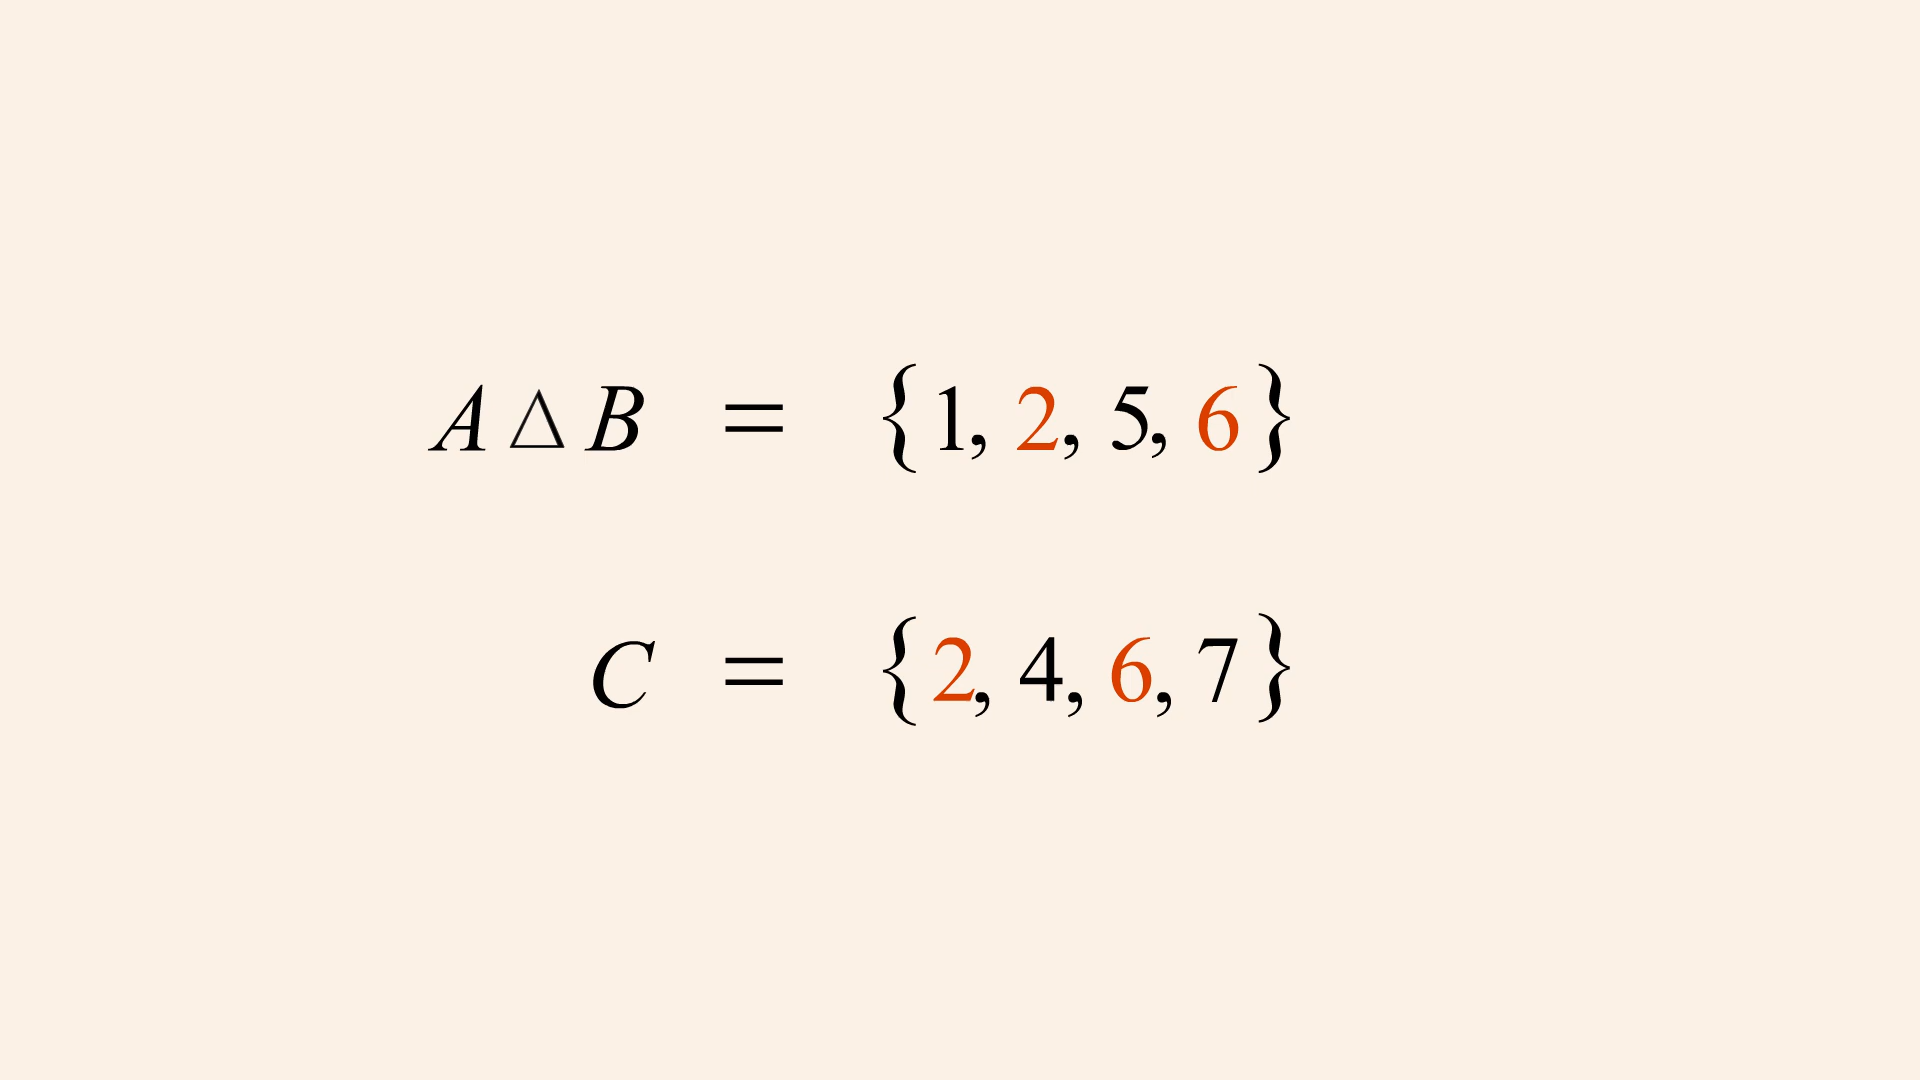 A △ B = {1, 2, 5, 6}
C = {2, 4, 6, 7}